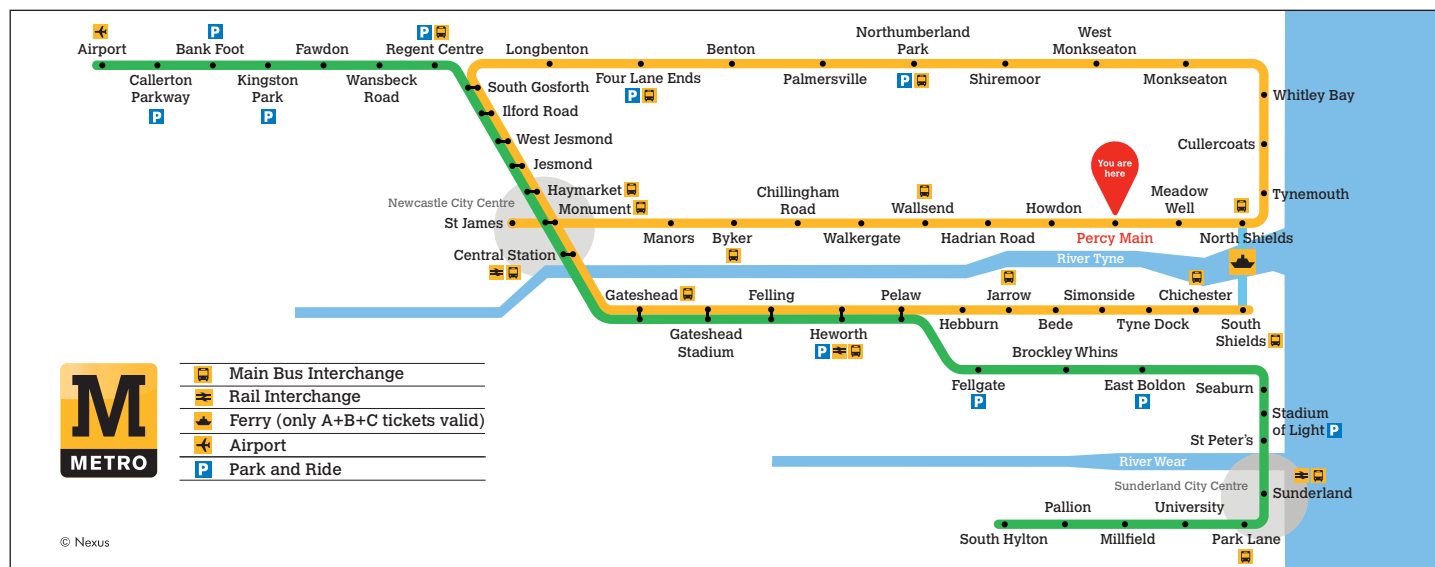 Airport
Callerton
Parkway
P
Bank Foot
P
Kingston
Park
P
Fawdon
Wansbeck
Road
P
Regent Centre
Longbenton
Four Lane Ends
P
Benton
Palmersville
Northumberland
Park
P
Shiremoor
West
Monkseaton
Monkseaton
South Gosforth
Ilford Road
West Jesmond
Jesmond
Haymarket
Monument
Newcastle City Centre
St James
Central Station
Whitley Bay
Cullercoats
Tynemouth
You are
here
Manors
Byker
Chillingham
Road
Walkergate
Wallsend
Hadrian Road
Howdon
Percy Main
Meadow
Well
North Shields
River Tyne
Gateshead
Gateshead
Stadium
Felling
Heworth
P
Pelaw
Hebburn
Jarrow
Bede
Simonside
Tyne Dock
Chichester
South
Shields
Fellgate
P
Brockley Whins
East Boldon
P
Seaburn
Stadium
of Light P
St Peter's
River Wear
Sunderland City Centre
Sunderland
South Hylton
Pallion
Millfield
University
Park Lane
M
METRO
Main Bus Interchange
Rail Interchange
Ferry (only A+B+C tickets valid)
Airport
P Park and Ride
© Nexus